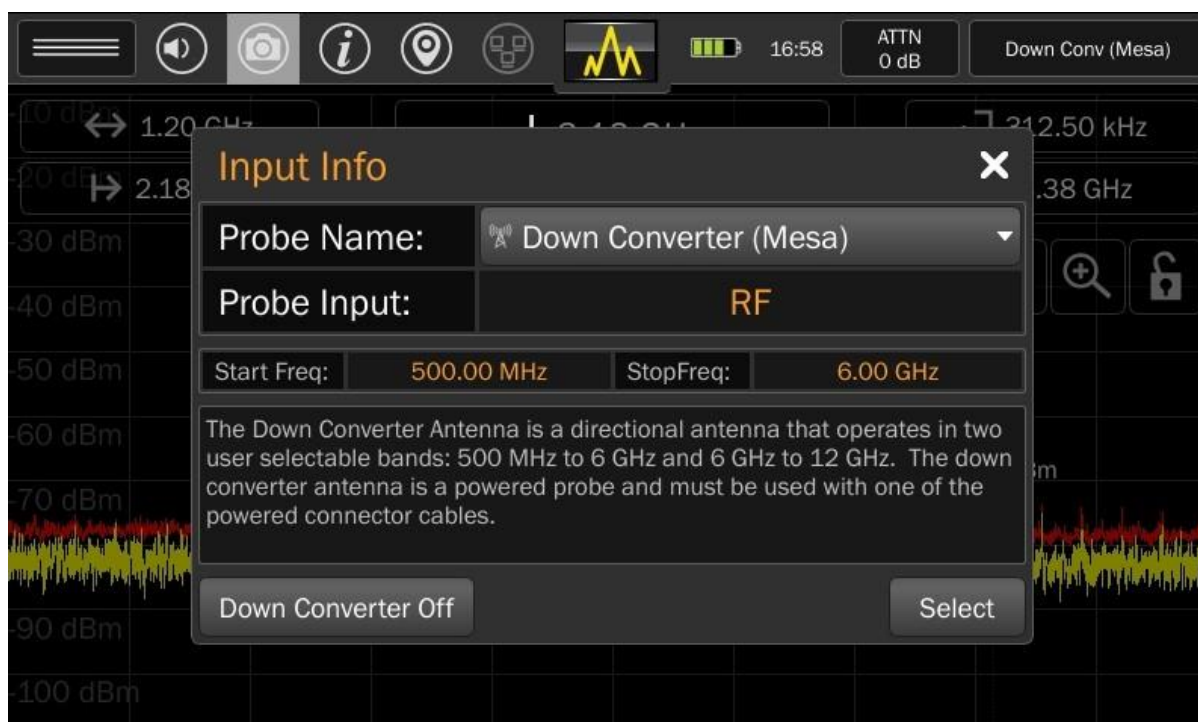 16:58
ATTN
0 dB
Down Conv (Mesa)
-10 dBm
1.20 GHz
312.50 kHz
-20 dBm
2.18
.38 GHz
Input Info
Probe Name:
Down Converter (Mesa)
Probe Input:
RF
Start Freq:
500.00 MHz
StopFreq:
6.00 GHz
The Down Converter Antenna is a directional antenna that operates in two
user selectable bands: 500 MHz to 6 GHz and 6 GHz to 12 GHz.  The down
converter antenna is a powered probe and must be used with one of the
powered connector cables.
Down Converter Off
Select
-30 dBm
-40 dBm
-50 dBm
-60 dBm
-70 dBm
-90 dBm
-100 dBm